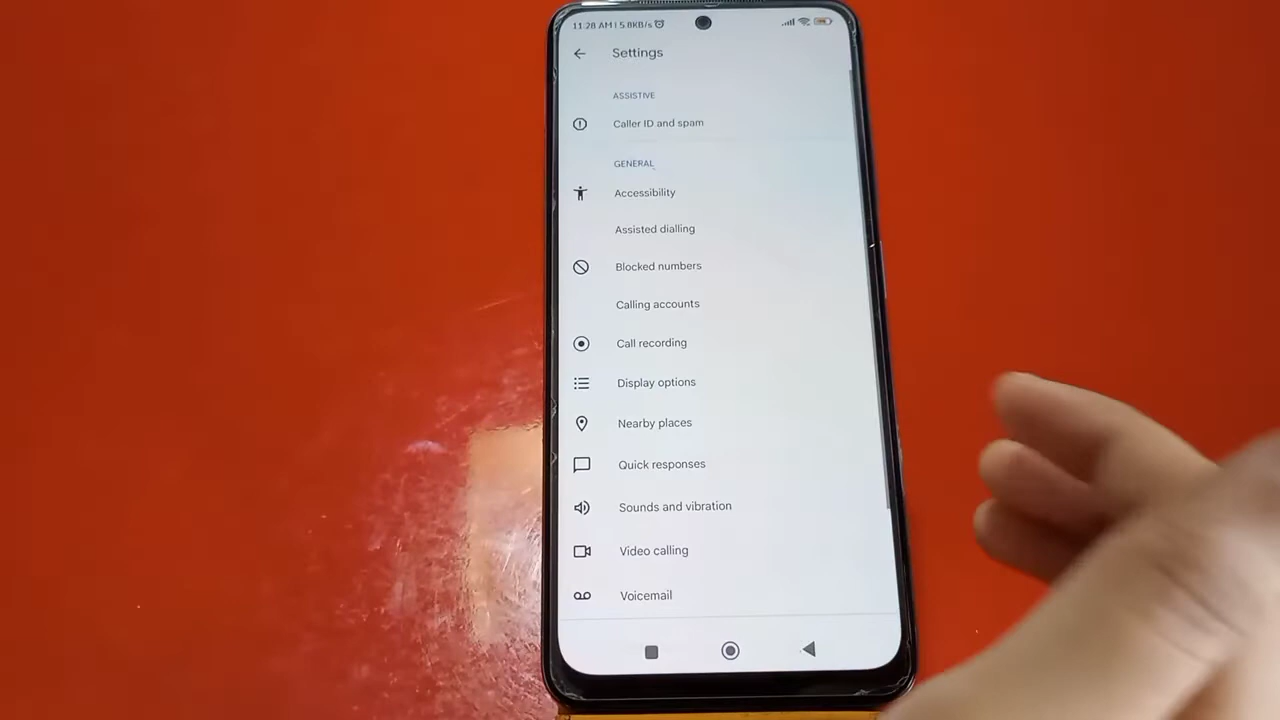 11:28 AM | 5.8KB/s
Settings
ASSISTIVE
Caller ID and spam
GENERAL
Accessibility
Assisted dialling
Blocked numbers
Calling accounts
Call recording
Display options
Nearby places
Quick responses
Sounds and vibration
Video calling
Voicemail